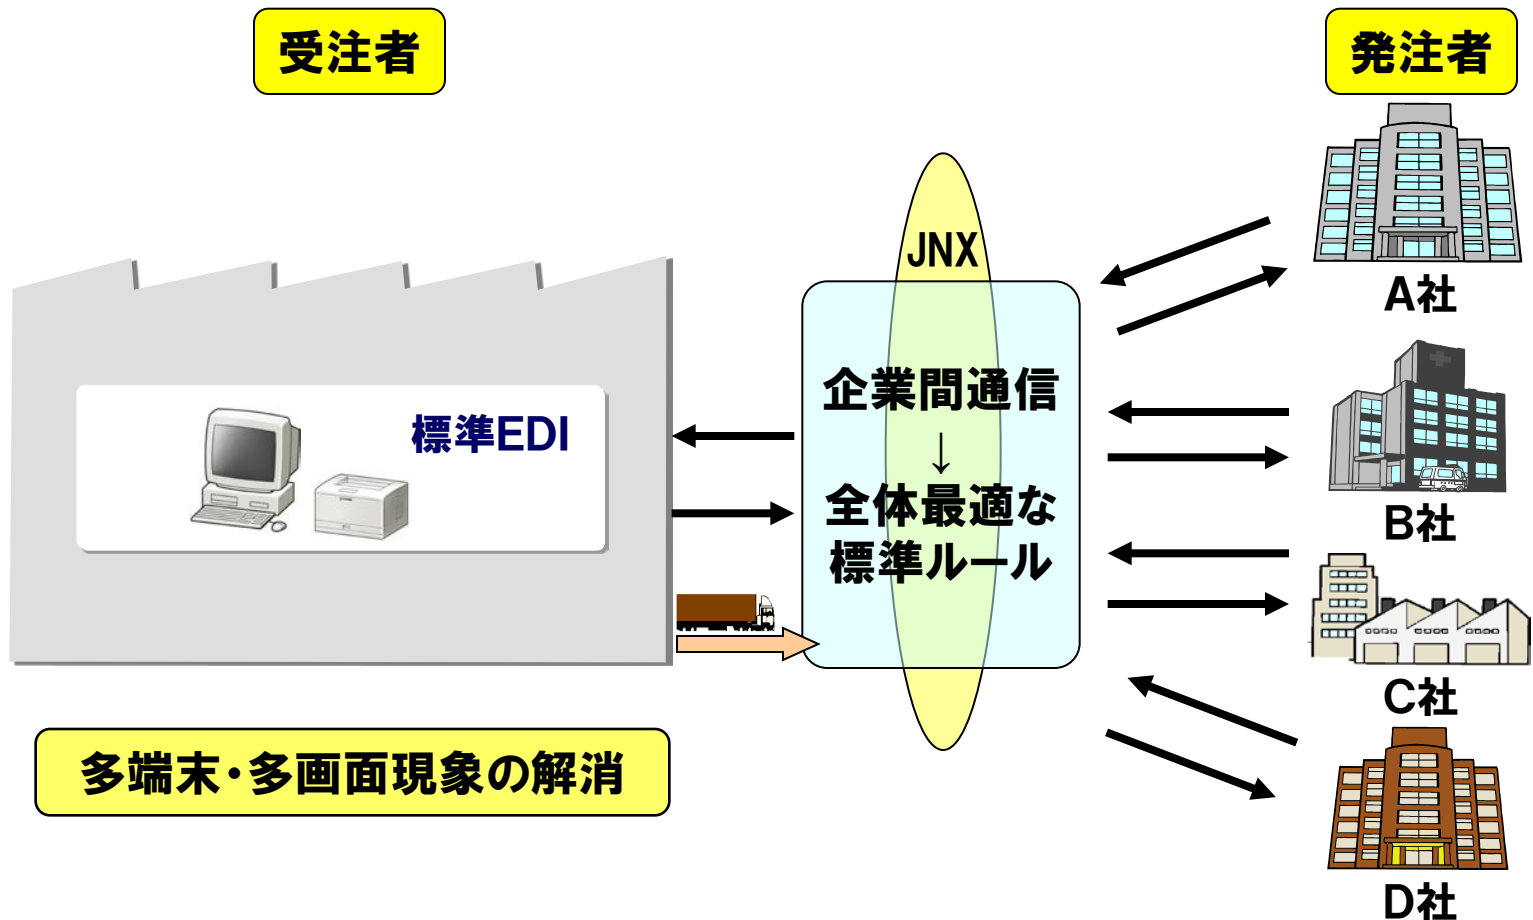 受注者
発注者
JNX
A社
企業間通信
↓
全体最適な
標準ルール
標準EDI
B社
C社
多端末・多画面現象の解消
D社